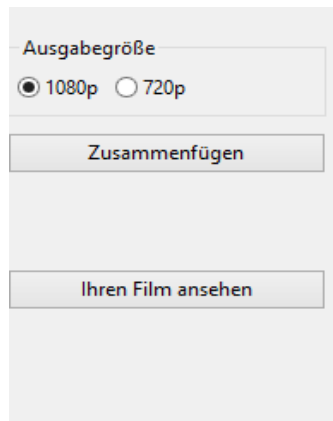 Ausgabegröße
1080p 720p
Zusammenfügen
Ihren Film ansehen